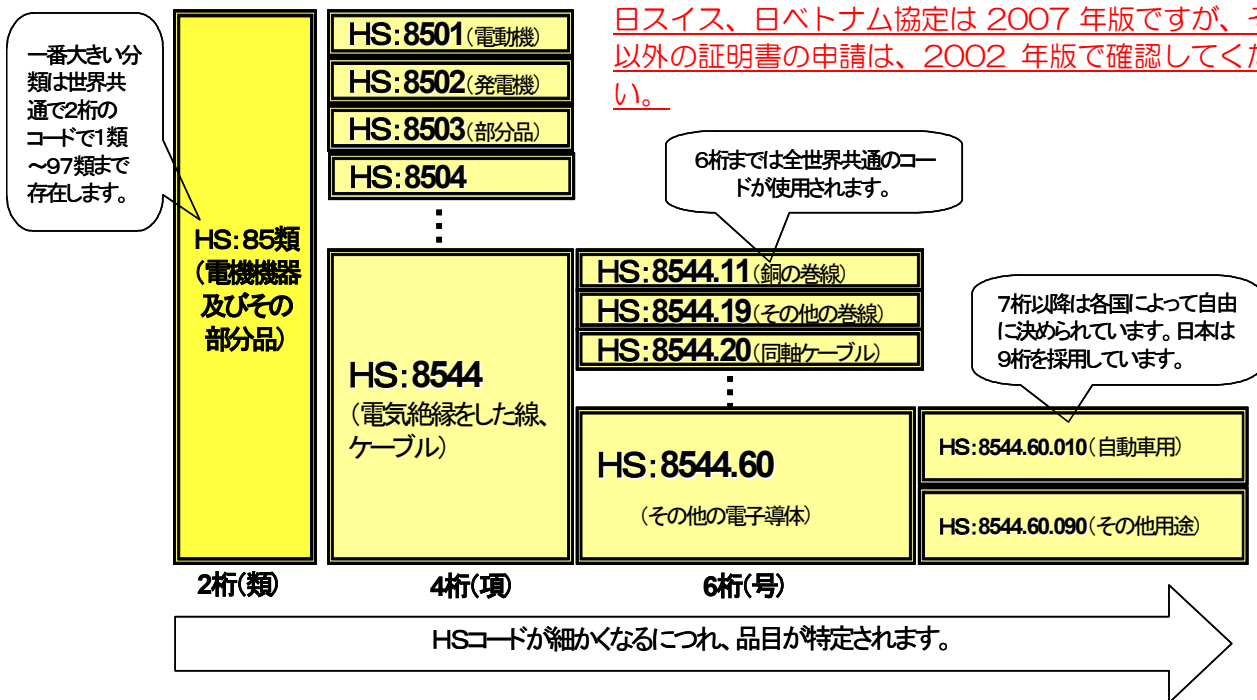 日スイス、日ベトナム協定は 2007 年版ですが、
以外の証明書の申請は、2002 年版で確認してく
い。
一番大きい分
類は世界共
通で2桁の
コードで1類
～97類まで
存在します。
HS:85類
(電機機器
及びその
部分品)
2桁(類)
HS:8501(電動機)
HS:8502(発電機)
HS:8503(部分品)
HS:8504
⋮
HS:8544
(電気絶縁をした線、
ケーブル)
4桁(項)
6桁までは全世界共通のコー
ドが使用されます。
HS:8544.11(銅の巻線)
HS:8544.19(その他の巻線)
HS:8544.20(同軸ケーブル)
⋮
HS:8544.60
(その他の電子導体)
6桁(号)
7桁以降は各国によって自由
に決められています。日本は
9桁を採用しています。
HS:8544.60.010(自動車用)
HS:8544.60.090(その他用途)
HSコードが細かくなるにつれ、品目が特定されます。